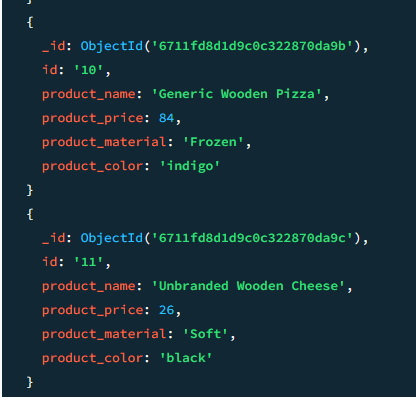 }
{
_id: ObjectId('6711fd8d1d9c0c322870da9b'),
id: '10',
product_name: 'Generic Wooden Pizza',
product_price: 84,
product_material: 'Frozen',
product_color: 'indigo'
}
{
_id: ObjectId('6711fd8d1d9c0c322870da9c'),
id: '11',
product_name: 'Unbranded Wooden Cheese',
product_price: 26,
product_material: 'Soft',
product_color: 'black'
}